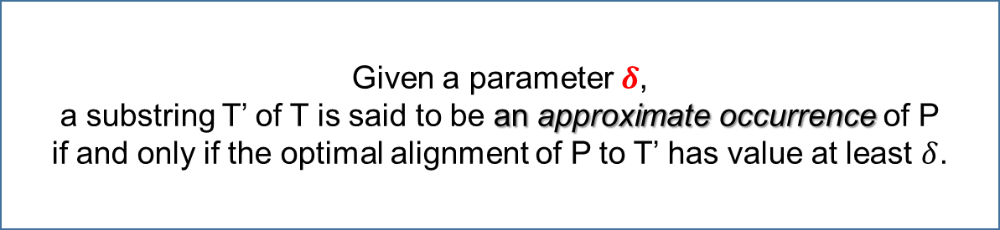 Given a parameter 𝜹,
a substring T’ of T is said to be an approximate occurrence of P
if and only if the optimal alignment of P to T’ has value at least 𝛿.